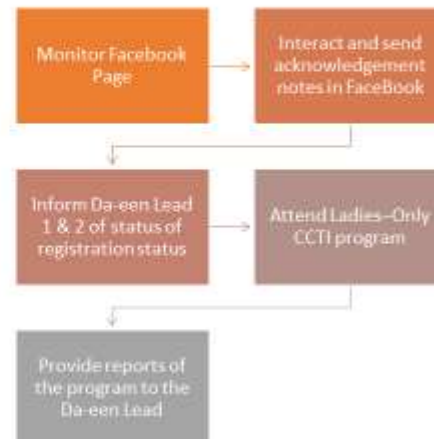 Monitor Facebook
Page
Interact and send
acknowledgement
notes in FaceBook
Inform Da-een Lead
1 & 2 of status of
registration status
Attend Ladies–Only
CCTI program
Provide reports of
the program to the
Da-een Lead